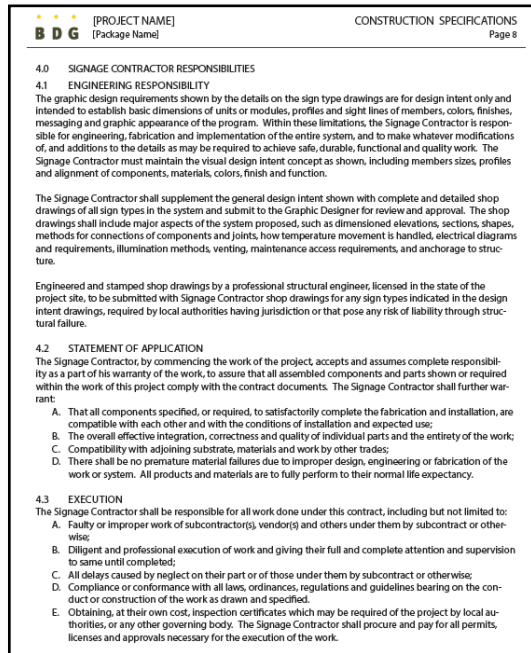 BDG
[PROJECT NAME]
[Package Name]
CONSTRUCTION SPECIFICATIONS
Page 8
4.0 SIGNAGE CONTRACTOR RESPONSIBILITIES
4.1 ENGINEERING RESPONSIBILITY
The graphic design requirements shown by the details on the sign type drawings are for design intent only and
intended to establish basic dimensions of units or modules, profiles and sight lines of members, colors, finishes,
messaging and graphic appearance of the program. Within these limitations, the Signage Contractor is respon-
sible for engineering, fabrication and implementation of the entire system, and to make whatever modifications
of, and additions to the details as may be required to achieve safe, durable, functional and quality work. The
Signage Contractor must maintain the visual design intent concept as shown, including members sizes, profiles
and alignment of components, materials, colors, finish and function.
The Signage Contractor shall supplement the general design intent shown with complete and detailed shop
drawings of all sign types in the system and submit to the Graphic Designer for review and approval. The shop
drawings shall include major aspects of the system proposed, such as dimensioned elevations, sections, shapes,
methods for connections of components and joints, how temperature movement is handled, electrical diagrams
and requirements, illumination methods, venting, maintenance access requirements, and anchorage to struc-
ture.
Engineered and stamped shop drawings by a professional structural engineer, licensed in the state of the
project site, to be submitted with Signage Contractor shop drawings for any sign types indicated in the design
intent drawings, required by local authorities having jurisdiction or that pose any risk of liability through struc-
tural failure.
4.2 STATEMENT OF APPLICATION
The Signage Contractor, by commencing the work of the project, accepts and assumes complete responsibil-
ity as a part of his warranty of the work, to assure that all assembled components and parts shown or required
within the work of this project comply with the contract documents. The Signage Contractor shall further war-
rant:
A. That all components specified, or required, to satisfactorily complete the fabrication and installation, are
compatible with each other and with the conditions of installation and expected use;
B. The overall effective integration, correctness and quality of individual parts and the entirety of the work;
C. Compatibility with adjoining substrate, materials and work by other trades;
D. There shall be no premature material failures due to improper design, engineering or fabrication of the
work or system. All products and materials are to fully perform to their normal life expectancy.
4.3 EXECUTION
The Signage Contractor shall be responsible for all work done under this contract, including but not limited to:
A. Faulty or improper work of subcontractor(s), vendor(s) and others under them by subcontract or other-
wise;
B. Diligent and professional execution of work and giving their full and complete attention and supervision
to same until completed;
C. All delays caused by neglect on their part or of those under them by subcontract or otherwise;
D. Compliance or conformance with all laws, ordinances, regulations and guidelines bearing on the con-
duct or construction of the work as drawn and specified.
E. Obtaining, at their own cost, inspection certificates which may be required of the project by local au-
thorities, or any other governing body. The Signage Contractor shall procure and pay for all permits,
licenses and approvals necessary for the execution of the work.